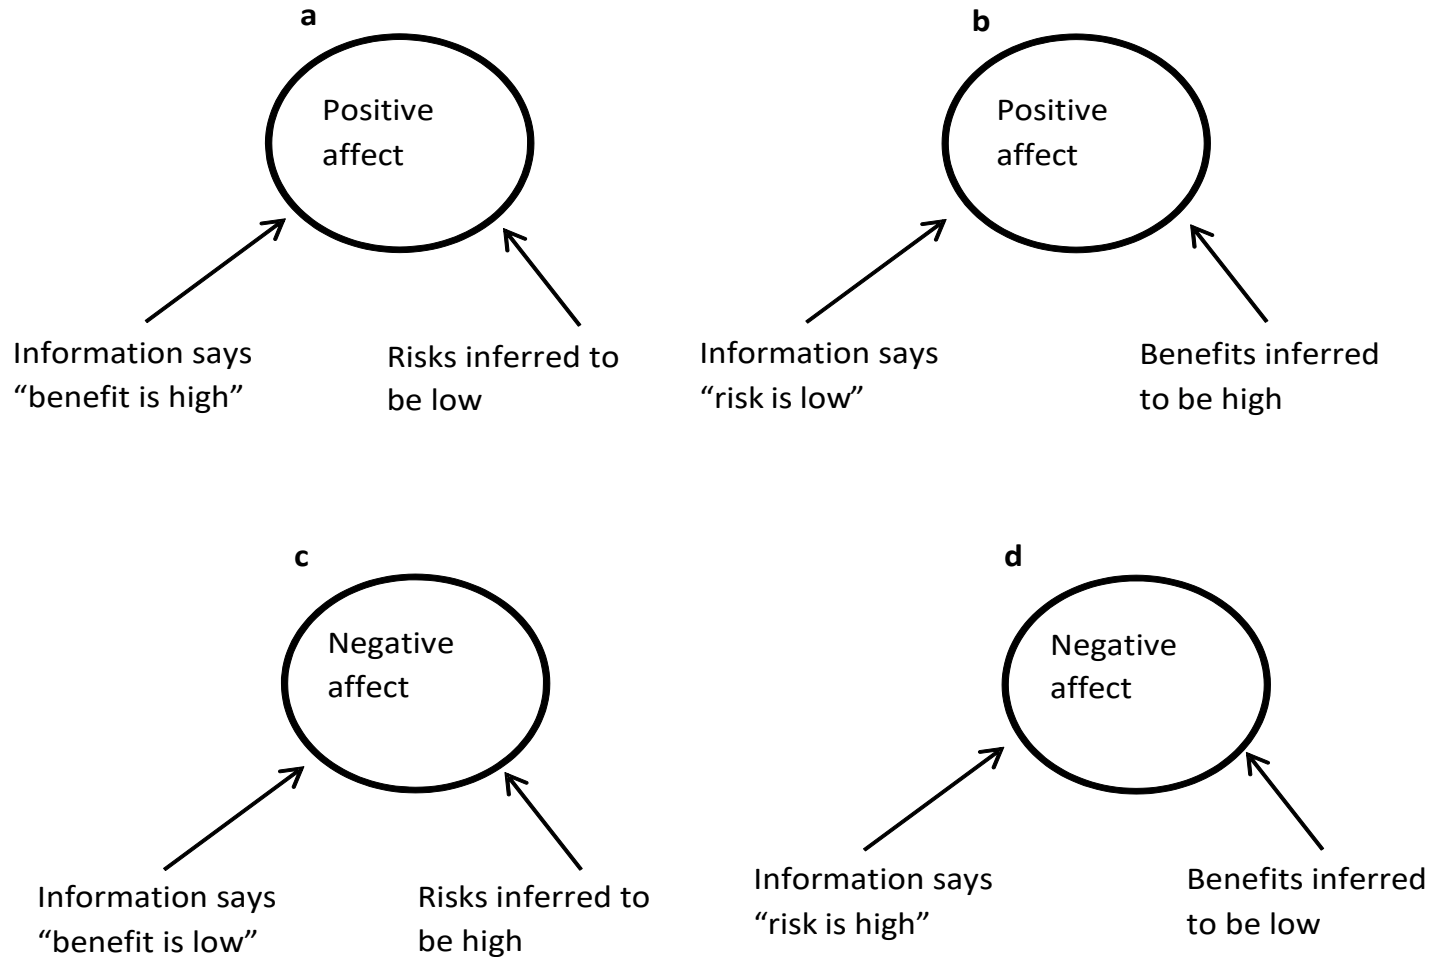 a
Positive
affect
Information says
“benefit is high”
Risks inferred to
be low
b
Positive
affect
Information says
“risk is low”
Benefits inferred
to be high
c
Negative
affect
Information says
“benefit is low”
Risks inferred to
be high
d
Negative
affect
Information says
“risk is high”
Benefits inferred
to be low